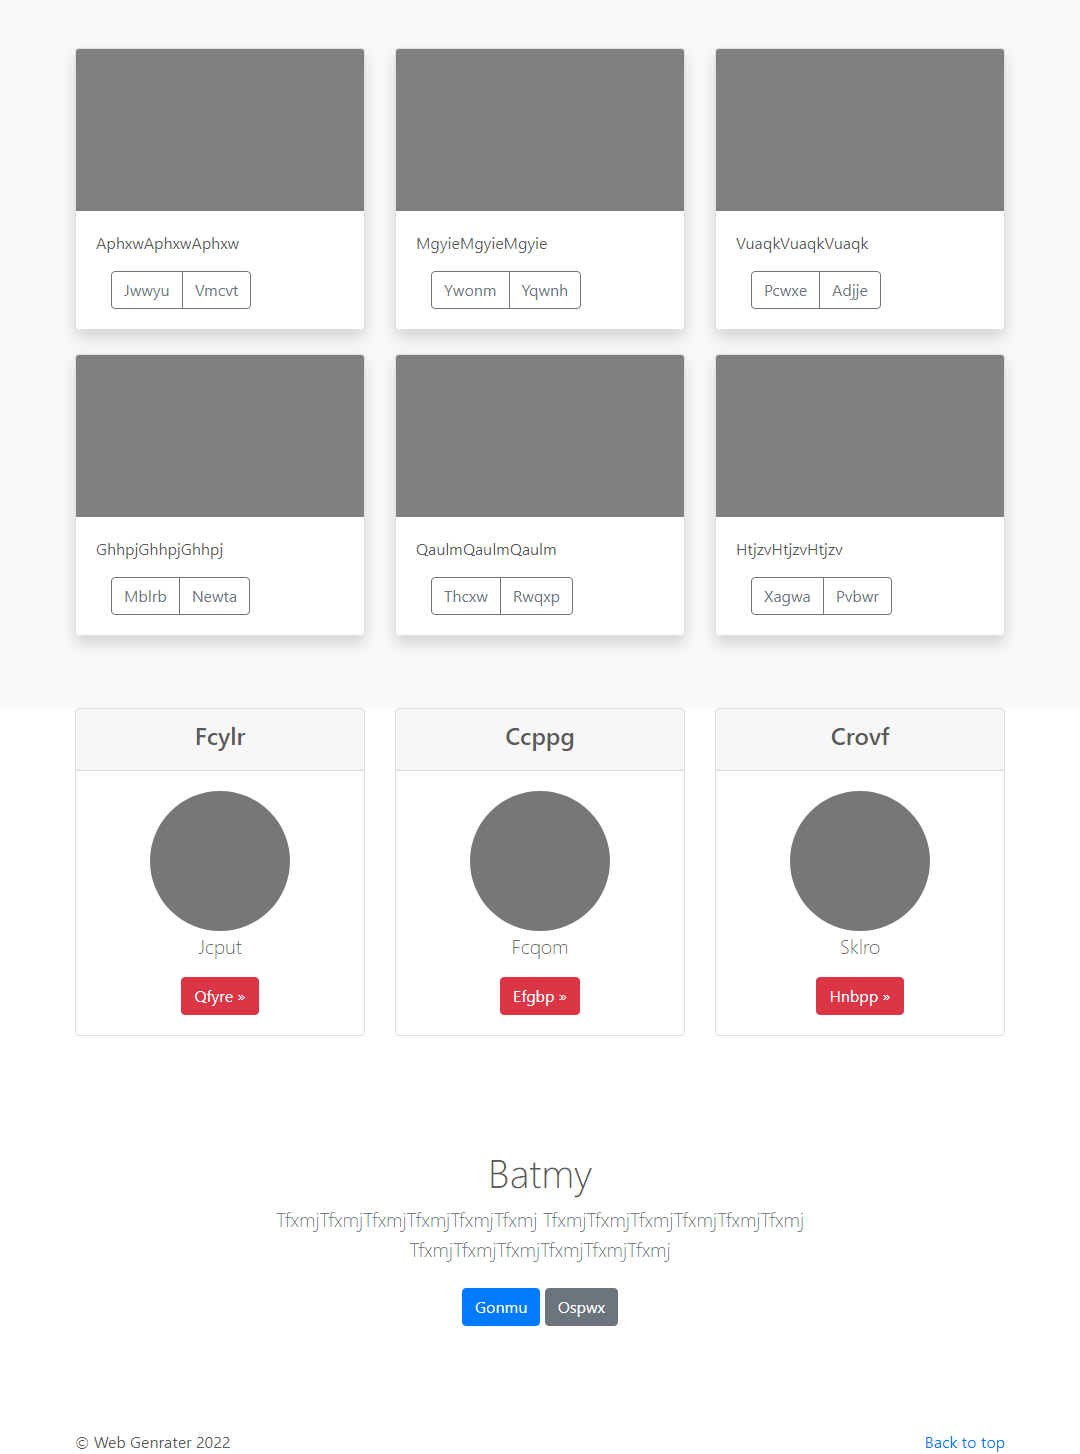 AphxwAphxwAphxw
Jwwyu Vmcvt
MgyieMgyieMgyie
Ywonm Yqwnh
VuaqkVuaqkVuaqk
Pcwxe Adjje
GhhpjGhhpjGhhpj
Mblrb Newta
QaulmQaulmQaulm
Thcxw Rwqxp
HtjzvHtjzvHtjzv
Xagwa Pvbwr
Fcylr
Jcput
Qfyre »
Ccppg
Fcqom
Efgbp »
Crovf
Sklro
Hnbpp »
Batmy
TfxmjTfxmjTfxmjTfxmjTfxmjTfxmj TfxmjTfxmjTfxmjTfxmjTfxmjTfxmj
TfxmjTfxmjTfxmjTfxmjTfxmjTfxmj
Gonmu Ospwx
© Web Genrater 2022
Back to top